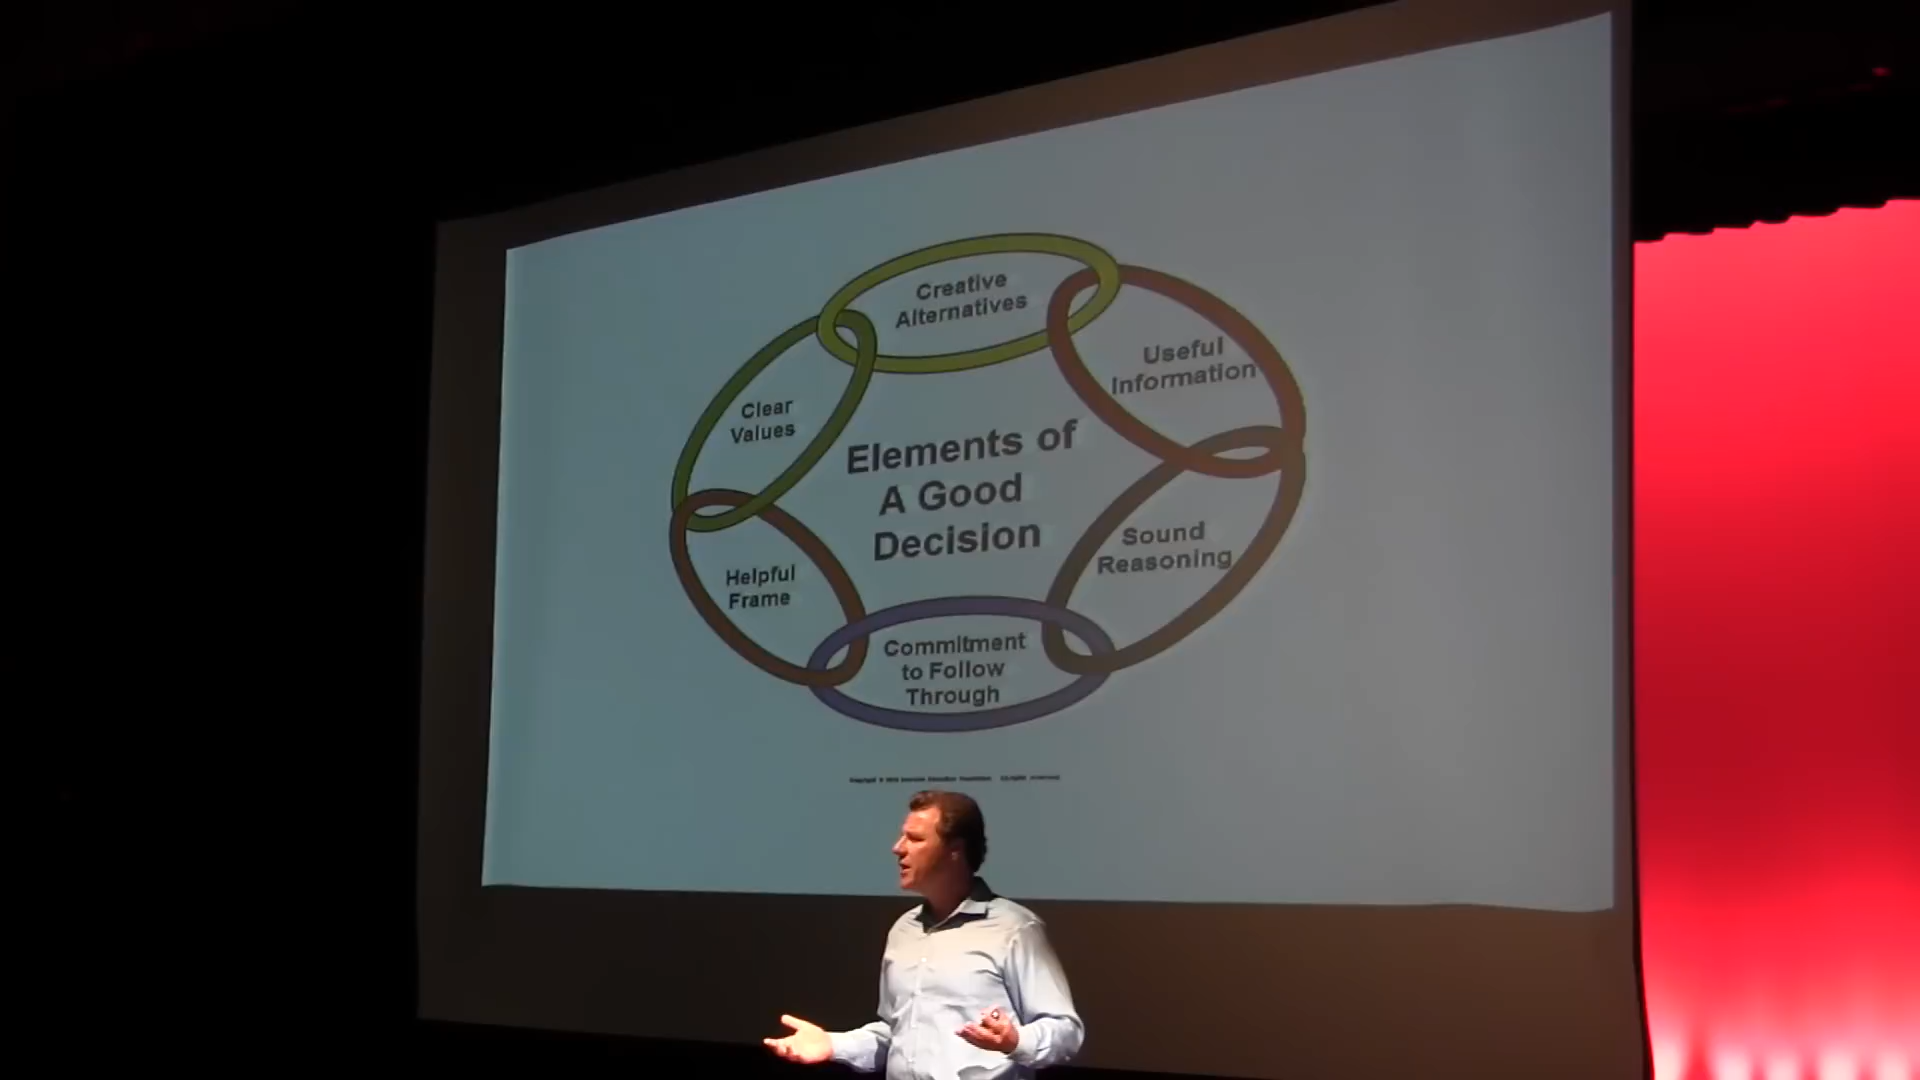 Creative
Alternatives
Useful
Information
Clear
Values
Elements of
A Good
Decision
Sound
Reasoning
Helpful
Frame
Commitment
to Follow
Through